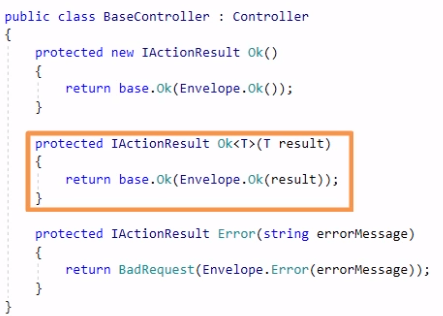 public class BaseController : Controller
{
    protected new IActionResult Ok()
    {
        return base.Ok(Envelope.Ok());
    }

    protected IActionResult Ok<T>(T result)
    {
        return base.Ok(Envelope.Ok(result));
    }

    protected IActionResult Error(string errorMessage)
    {
        return BadRequest(Envelope.Error(errorMessage));
    }
}